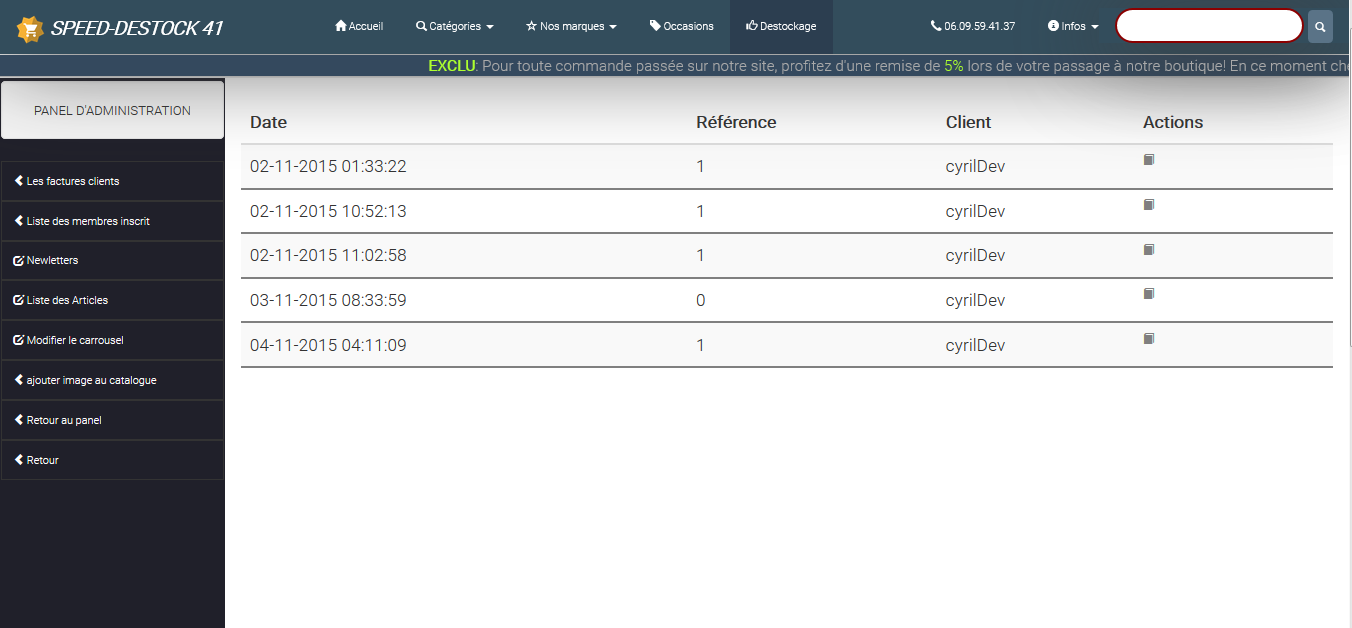 SPEED-DESTOCK 41
Accueil
Catégories
Nos marques
Occasions
Destockage
06.09.59.41.37
Infos
EXCLU: Pour toute commande passée sur notre site, profitez d'une remise de 5% lors de votre passage à notre boutique! En ce moment
PANEL D'ADMINISTRATION
Les factures clients
Liste des membres inscrit
Newletters
Liste des Articles
Modifier le carrousel
ajouter image au catalogue
Retour au panel
Retour
Date Référence Client Actions
02-11-2015 01:33:22 1 cyrilDev
02-11-2015 10:52:13 1 cyrilDev
02-11-2015 11:02:58 1 cyrilDev
03-11-2015 08:33:59 0 cyrilDev
04-11-2015 04:11:09 1 cyrilDev